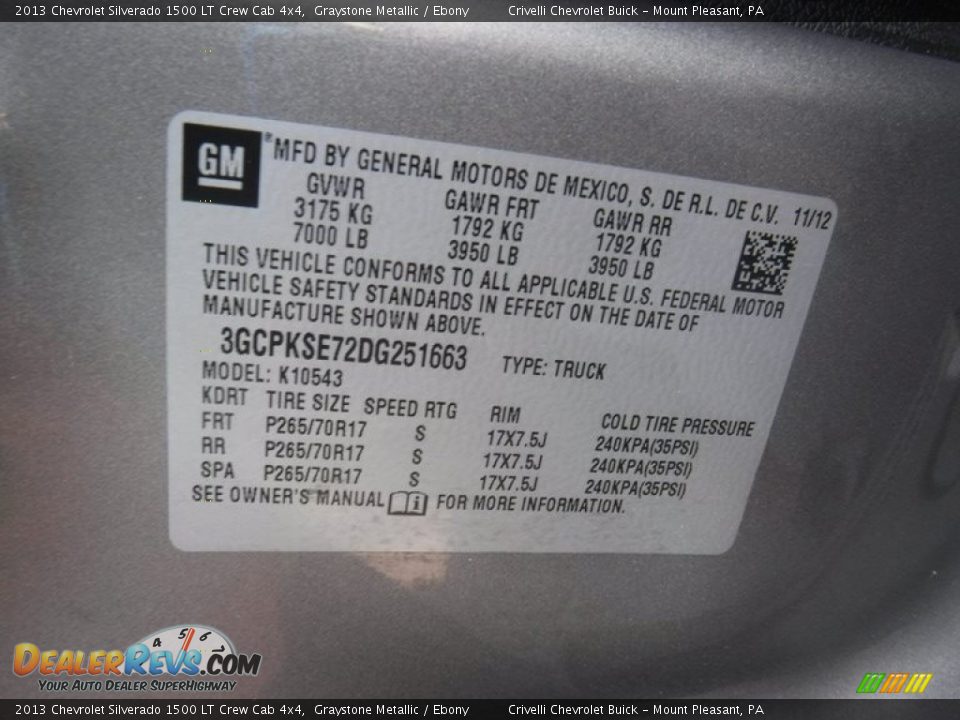 2013 Chevrolet Silverado 1500 LT Crew Cab 4x4, Graystone Metallic / Ebony Crivelli Chevrolet Buick - Mount Pleasant, PA
GM ® MFD BY GENERAL MOTORS DE MEXICO, S. DE R.L. DE C.V. 11/12
GVWR GAWR FRT GAWR RR
3175 KG 1792 KG 1792 KG
7000 LB 3950 LB 3950 LB
THIS VEHICLE CONFORMS TO ALL APPLICABLE U.S. FEDERAL MOTOR
VEHICLE SAFETY STANDARDS IN EFFECT ON THE DATE OF
MANUFACTURE SHOWN ABOVE.
3GCPKSE72DG251663 TYPE: TRUCK
MODEL: K10543
KDRT TIRE SIZE SPEED RTG RIM COLD TIRE PRESSURE
FRT P265/70R17 S 17X7.5J 240KPA(35PSI)
RR P265/70R17 S 17X7.5J 240KPA(35PSI)
SPA P265/70R17 S 17X7.5J 240KPA(35PSI)
SEE OWNER'S MANUAL i FOR MORE INFORMATION.
4 5 6 7
DEALERREVS.COM
YOUR AUTO DEALER SUPERHIGHWAY
2013 Chevrolet Silverado 1500 LT Crew Cab 4x4, Graystone Metallic / Ebony Crivelli Chevrolet Buick - Mount Pleasant, PA